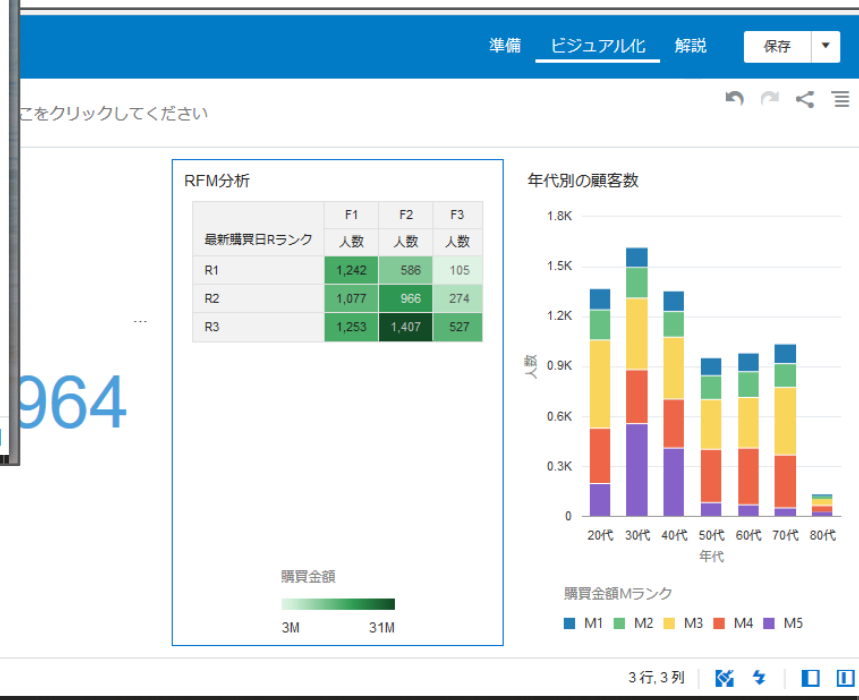 準備 ビジュアル化 解説 保存
こをクリックしてください
RFM分析
F1 F2 F3
最新購買日Rランク 人数 人数 人数
R1 1,242 586 105
R2 1,077 966 274
R3 1,253 1,407 527
購買金額
3M 31M
...
964
年代別の顧客数
1.8K
1.5K
1.2K
0.9K
0.6K
0.3K
0
人数
20代 30代 40代 50代 60代 70代 80代
年代
購買金額Mランク
M1 M2 M3 M4 M5
3 行, 3 列